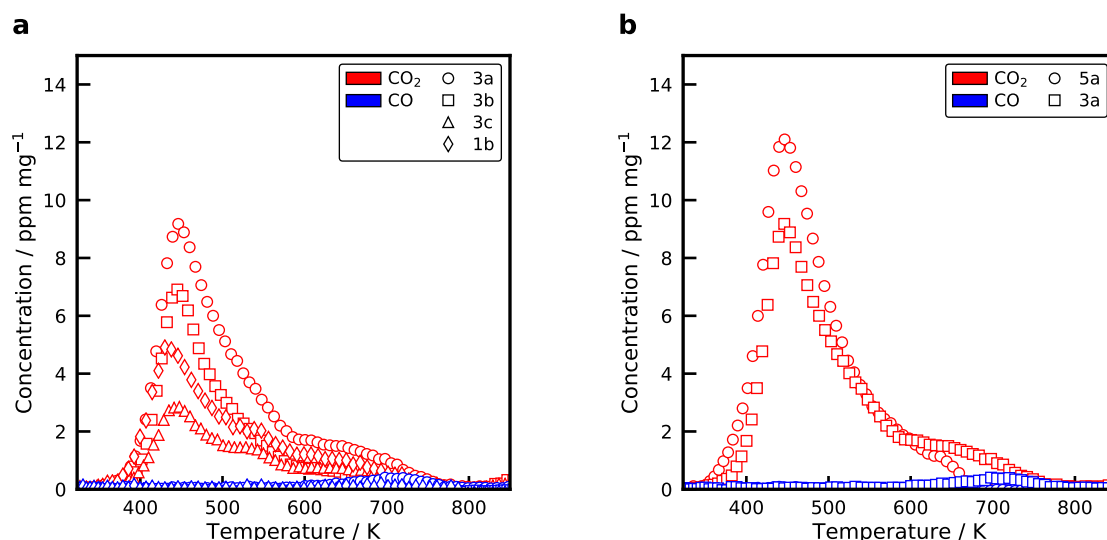 a
Concentration / ppm mg⁻¹
14
12
10
8
6
4
2
0
400
500
600
700
800
Temperature / K
CO₂
CO
3a
3b
3c
1b
b
Concentration / ppm mg⁻¹
14
12
10
8
6
4
2
0
400
500
600
700
800
Temperature / K
CO₂
CO
5a
3a